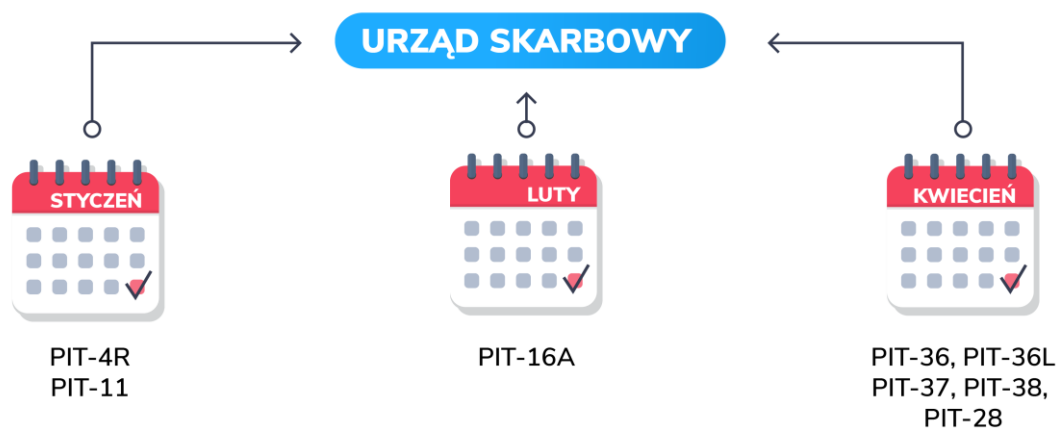 URZĄD SKARBOWY
STYCZEŃ
LUTY
KWIECIEŃ
PIT-4R
PIT-11
PIT-16A
PIT-36, PIT-36L
PIT-37, PIT-38,
PIT-28